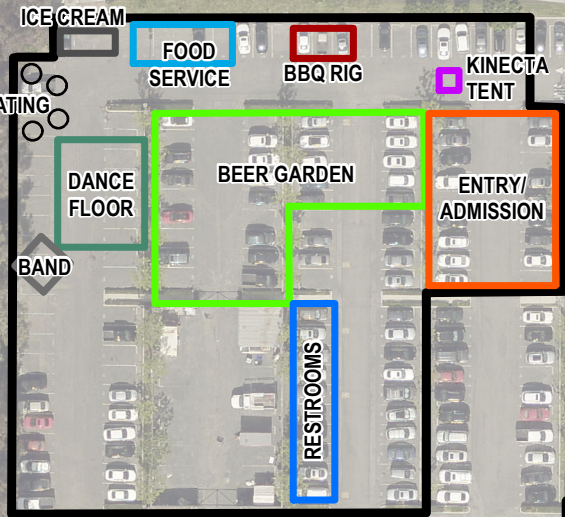 ICE CREAM
FOOD
SERVICE
BBQ RIG
KINECTA
TENT
ATING
DANCE
FLOOR
BEER GARDEN
ENTRY/
ADMISSION
BAND
RESTROOMS